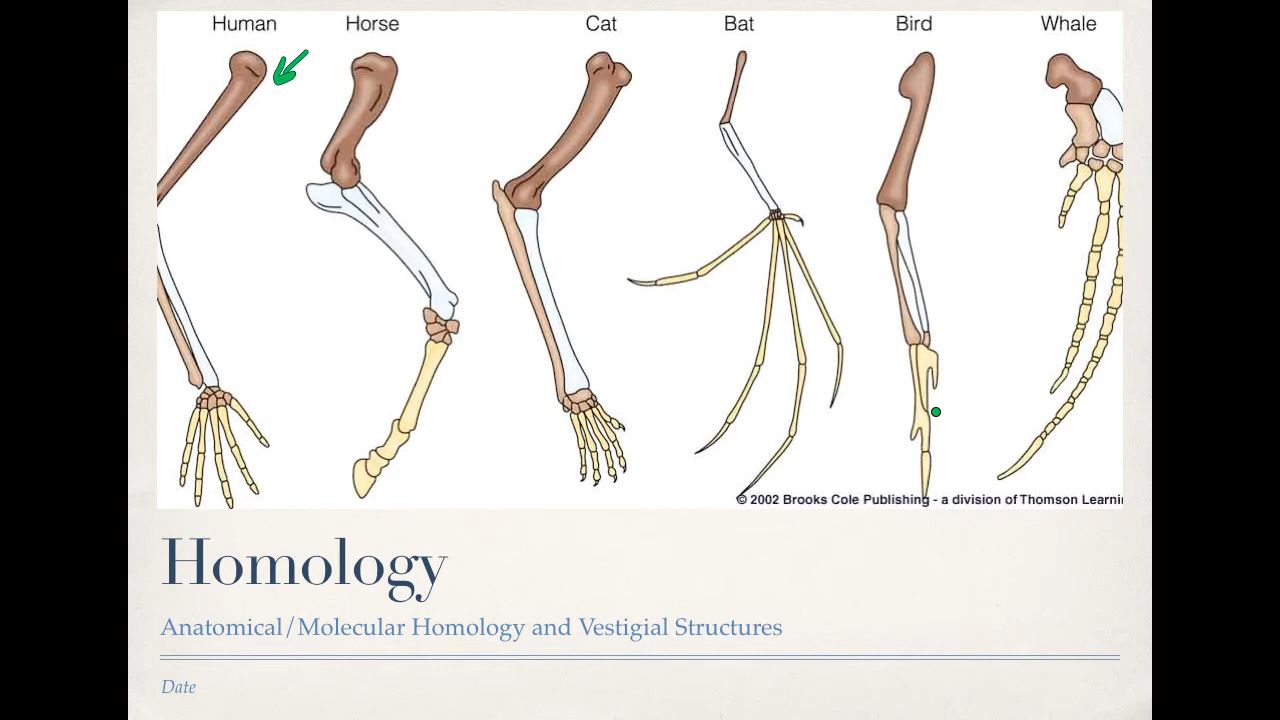 Human Horse Cat Bat Bird Whale
© 2002 Brooks Cole Publishing - a division of Thomson Learni
Homology
Anatomical/Molecular Homology and Vestigial Structures
Date